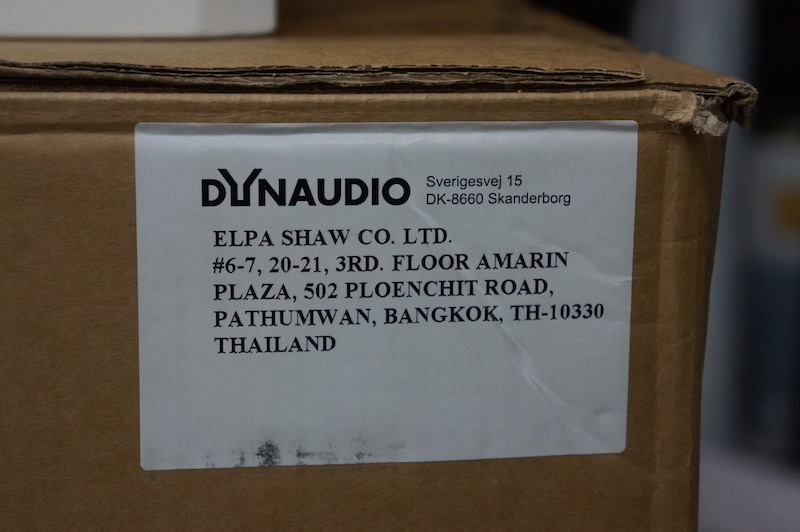 DYNAUDIO
Sverigesvej 15
DK-8660 Skanderborg
ELPA SHAW CO. LTD.
#6-7, 20-21, 3RD. FLOOR AMARIN
PLAZA, 502 PLOENCHIT ROAD,
PATHUMWAN, BANGKOK, TH-10330
THAILAND